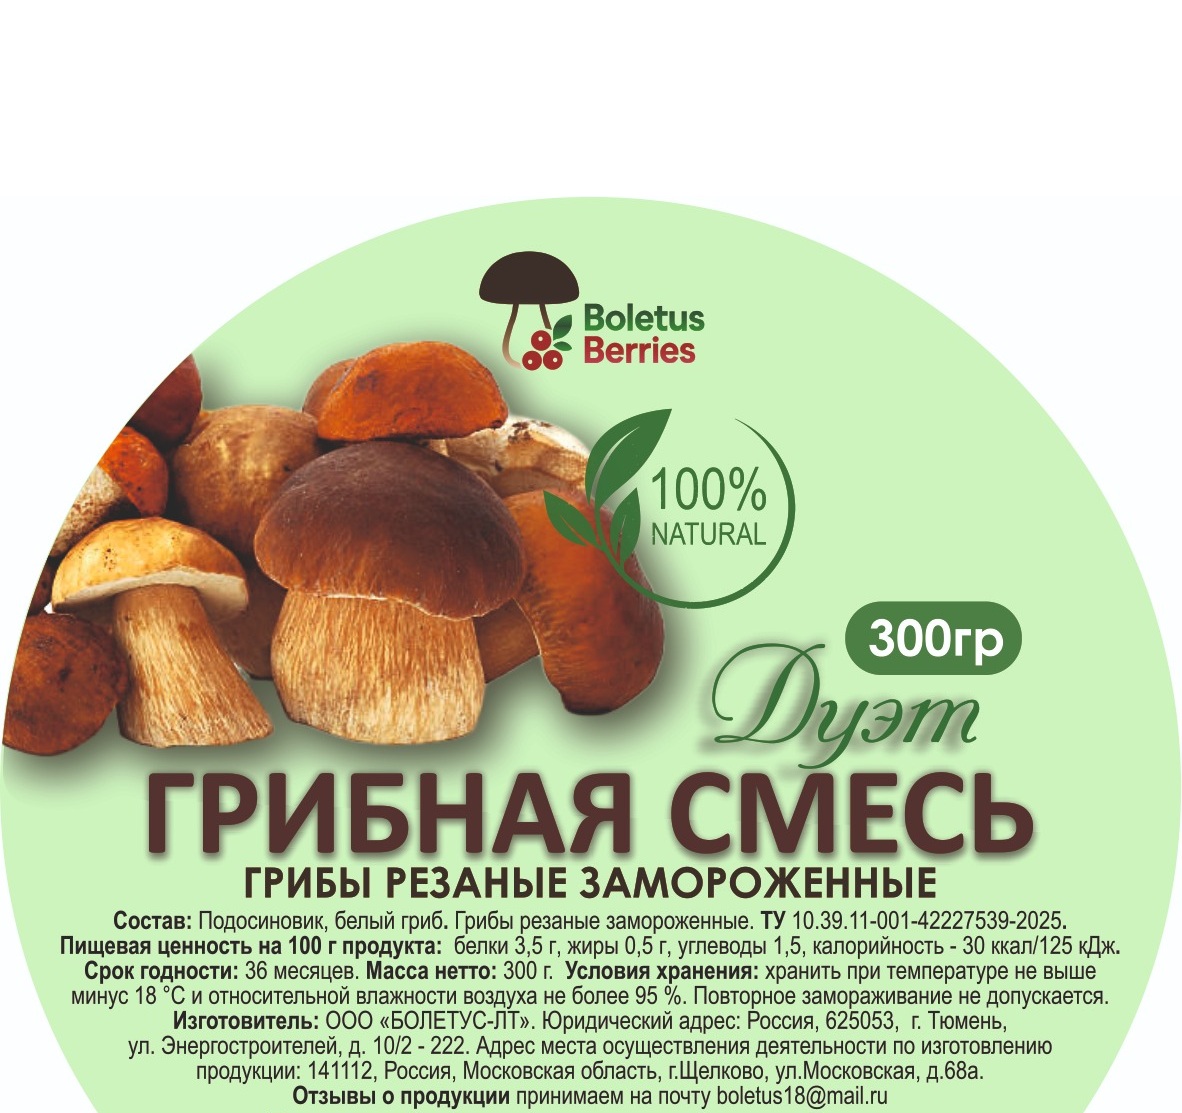 Boletus
Berries
100%
NATURAL
300гр
Дуэт
ГРИБНАЯ СМЕСЬ
ГРИБЫ РЕЗАНЫЕ ЗАМОРОЖЕННЫЕ
Состав: Подосиновик, белый гриб. Грибы резаные замороженные. ТУ 10.39.11-001-42227539-2025.
Пищевая ценность на 100 г продукта: белки 3,5 г, жиры 0,5 г, углеводы 1,5, калорийность - 30 ккал/125 кДж.
Срок годности: 36 месяцев. Масса нетто: 300 г. Условия хранения: хранить при температуре не выше
минус 18 °С и относительной влажности воздуха не более 95 %. Повторное замораживание не допускается.
Изготовитель: ООО «БОЛЕТУС-ЛТ». Юридический адрес: Россия, 625053, г. Тюмень,
ул. Энергостроителей, д. 10/2 - 222. Адрес места осуществления деятельности по изготовлению
продукции: 141112, Россия, Московская область, г.Щелково, ул.Московская, д.68а.
Отзывы о продукции принимаем на почту boletus18@mail.ru